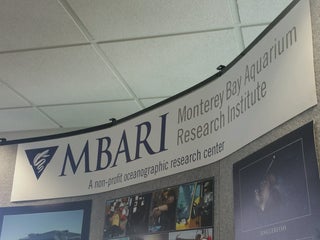 MBARI
Monterey Bay Aquarium
Research Institute
A non-profit oceanographic research center